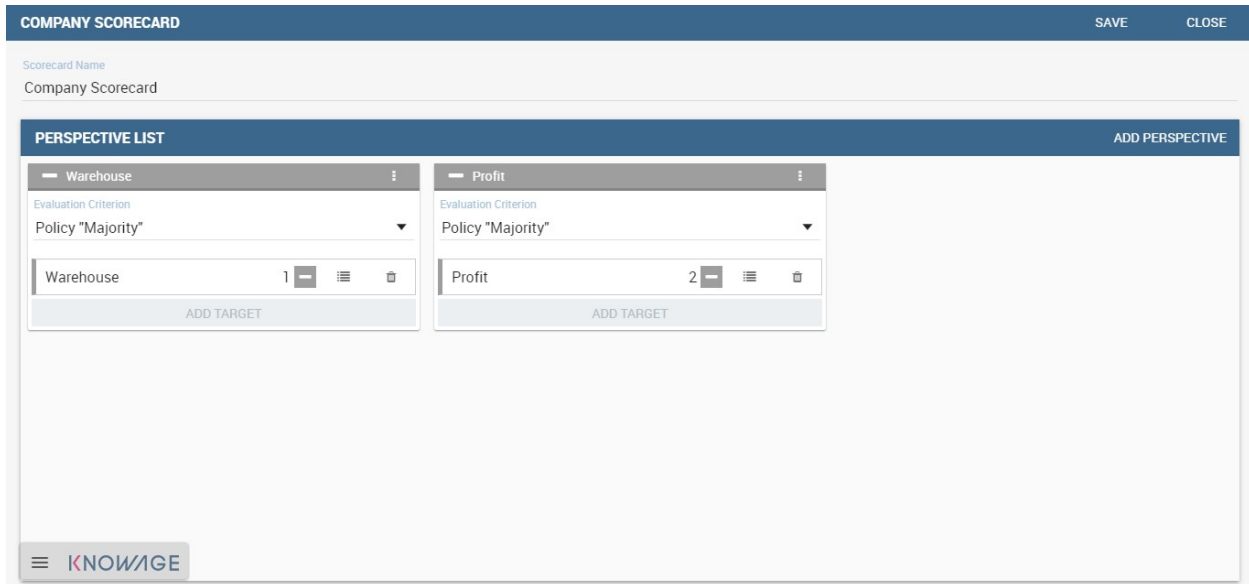 COMPANY SCORECARD SAVE CLOSE
Scorecard Name
Company Scorecard
PERSPECTIVE LIST ADD PERSPECTIVE
Warehouse
Evaluation Criterion
Policy "Majority"
Warehouse 1
ADD TARGET
Profit
Evaluation Criterion
Policy "Majority"
Profit 2
ADD TARGET
KNOWAGE